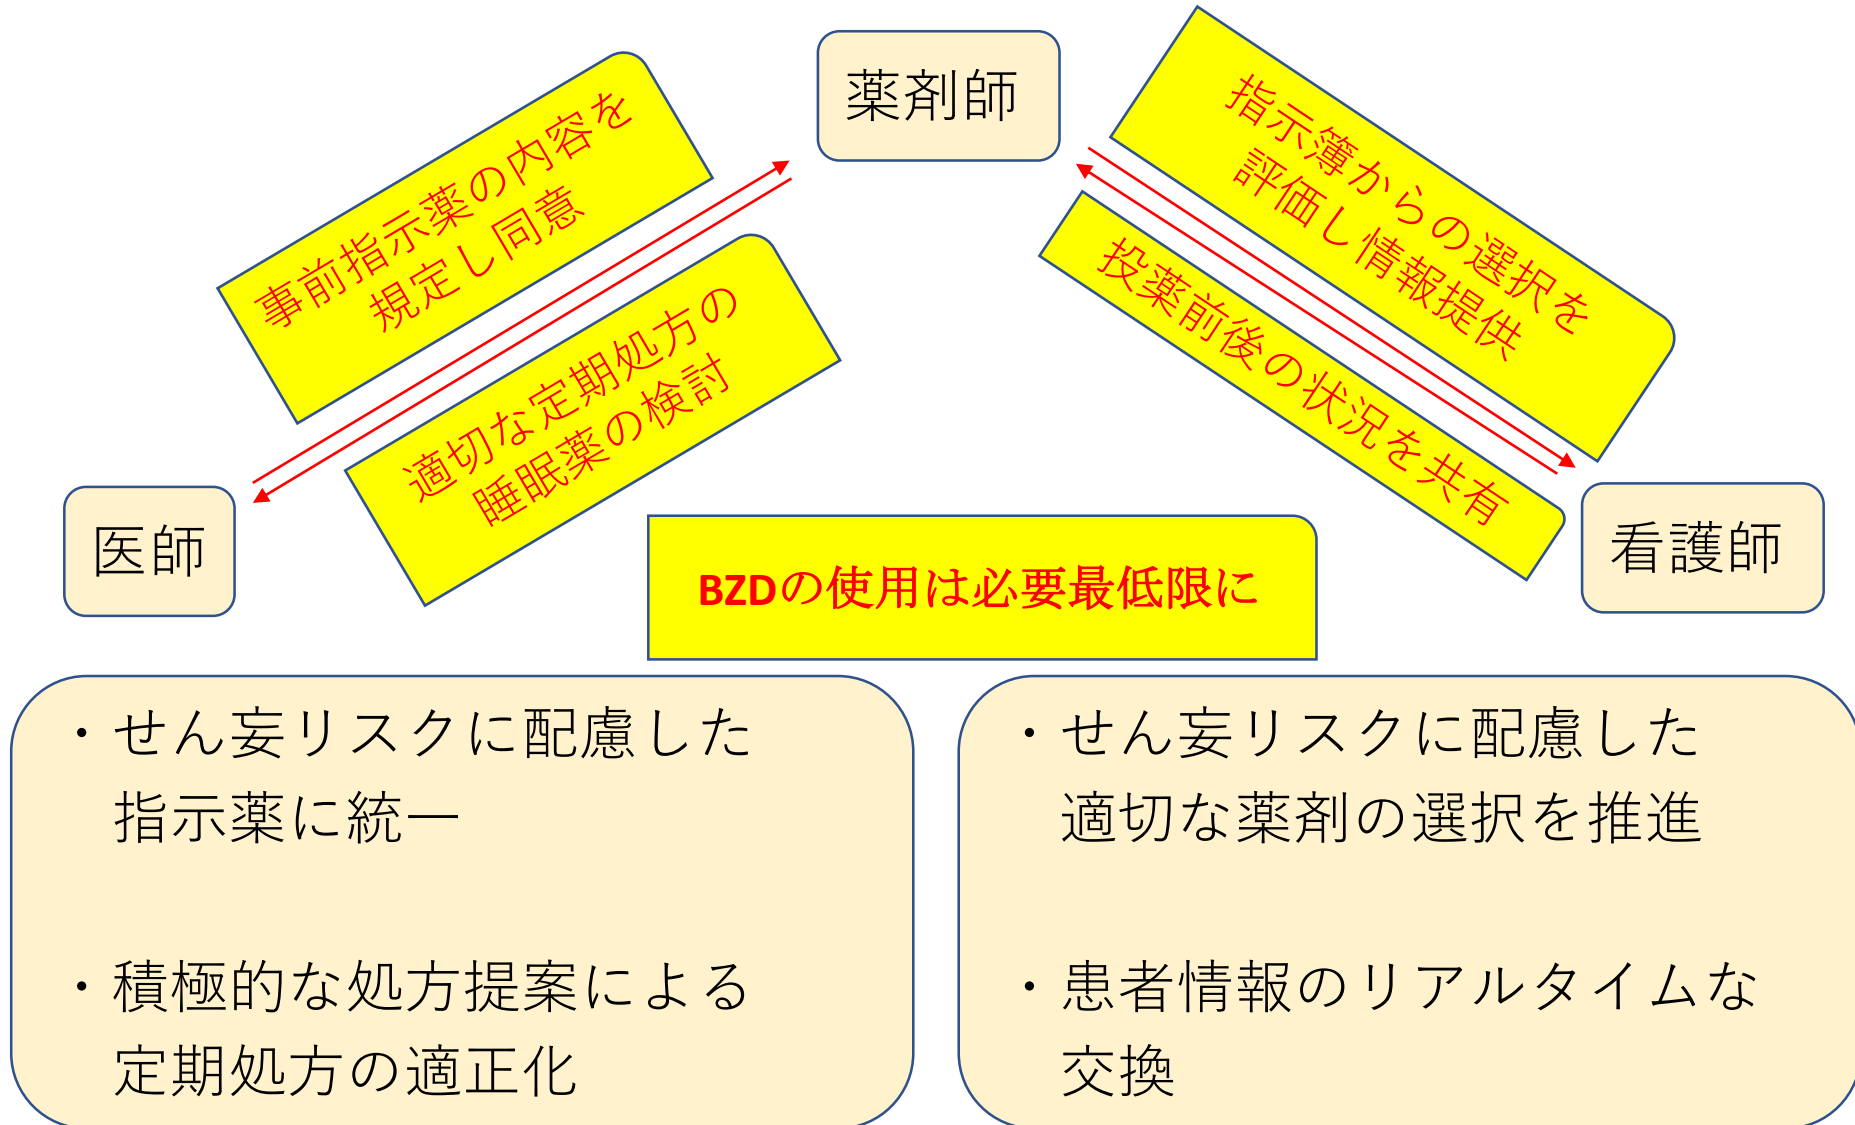 薬剤師
事前指示薬の内容を
規定し同意
適切な定期処方の
睡眠薬の検討
指示簿からの選択を
評価し情報提供
投薬前後の状況を共有
医師
看護師
BZDの使用は必要最低限に
・せん妄リスクに配慮した
指示薬に統一
・積極的な処方提案による
定期処方の適正化
・せん妄リスクに配慮した
適切な薬剤の選択を推進
・患者情報のリアルタイムな
交換